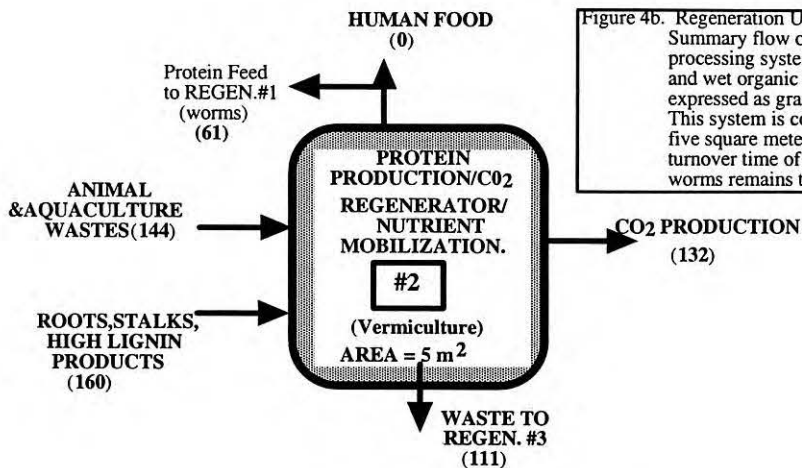 HUMAN FOOD
(0)
Figure 4b. Regeneration U
Summary flow o
processing system
and wet organic
expressed as gra
This system is co
five square mete
turnover time of
worms remains t
Protein Feed
to REGEN.#1
(worms)
(61)
PROTEIN
PRODUCTION/C02
REGENERATOR/
NUTRIENT
MOBILIZATION.
#2
(Vermiculture)
AREA = 5 m2
ANIMAL
&AQUACULTURE
WASTES(144)
ROOTS,STALKS,
HIGH LIGNIN
PRODUCTS
(160)
CO2 PRODUCTION
(132)
WASTE TO
REGEN. #3
(111)